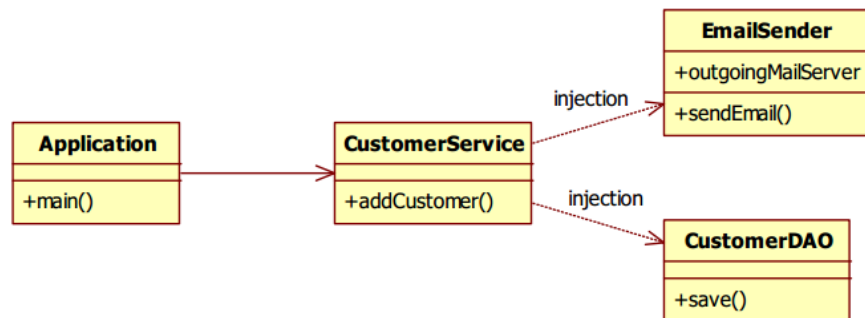 Application
+main()
CustomerService
+addCustomer()
injection
injection
EmailSender
+outgoingMailServer
+sendEmail()
CustomerDAO
+save()